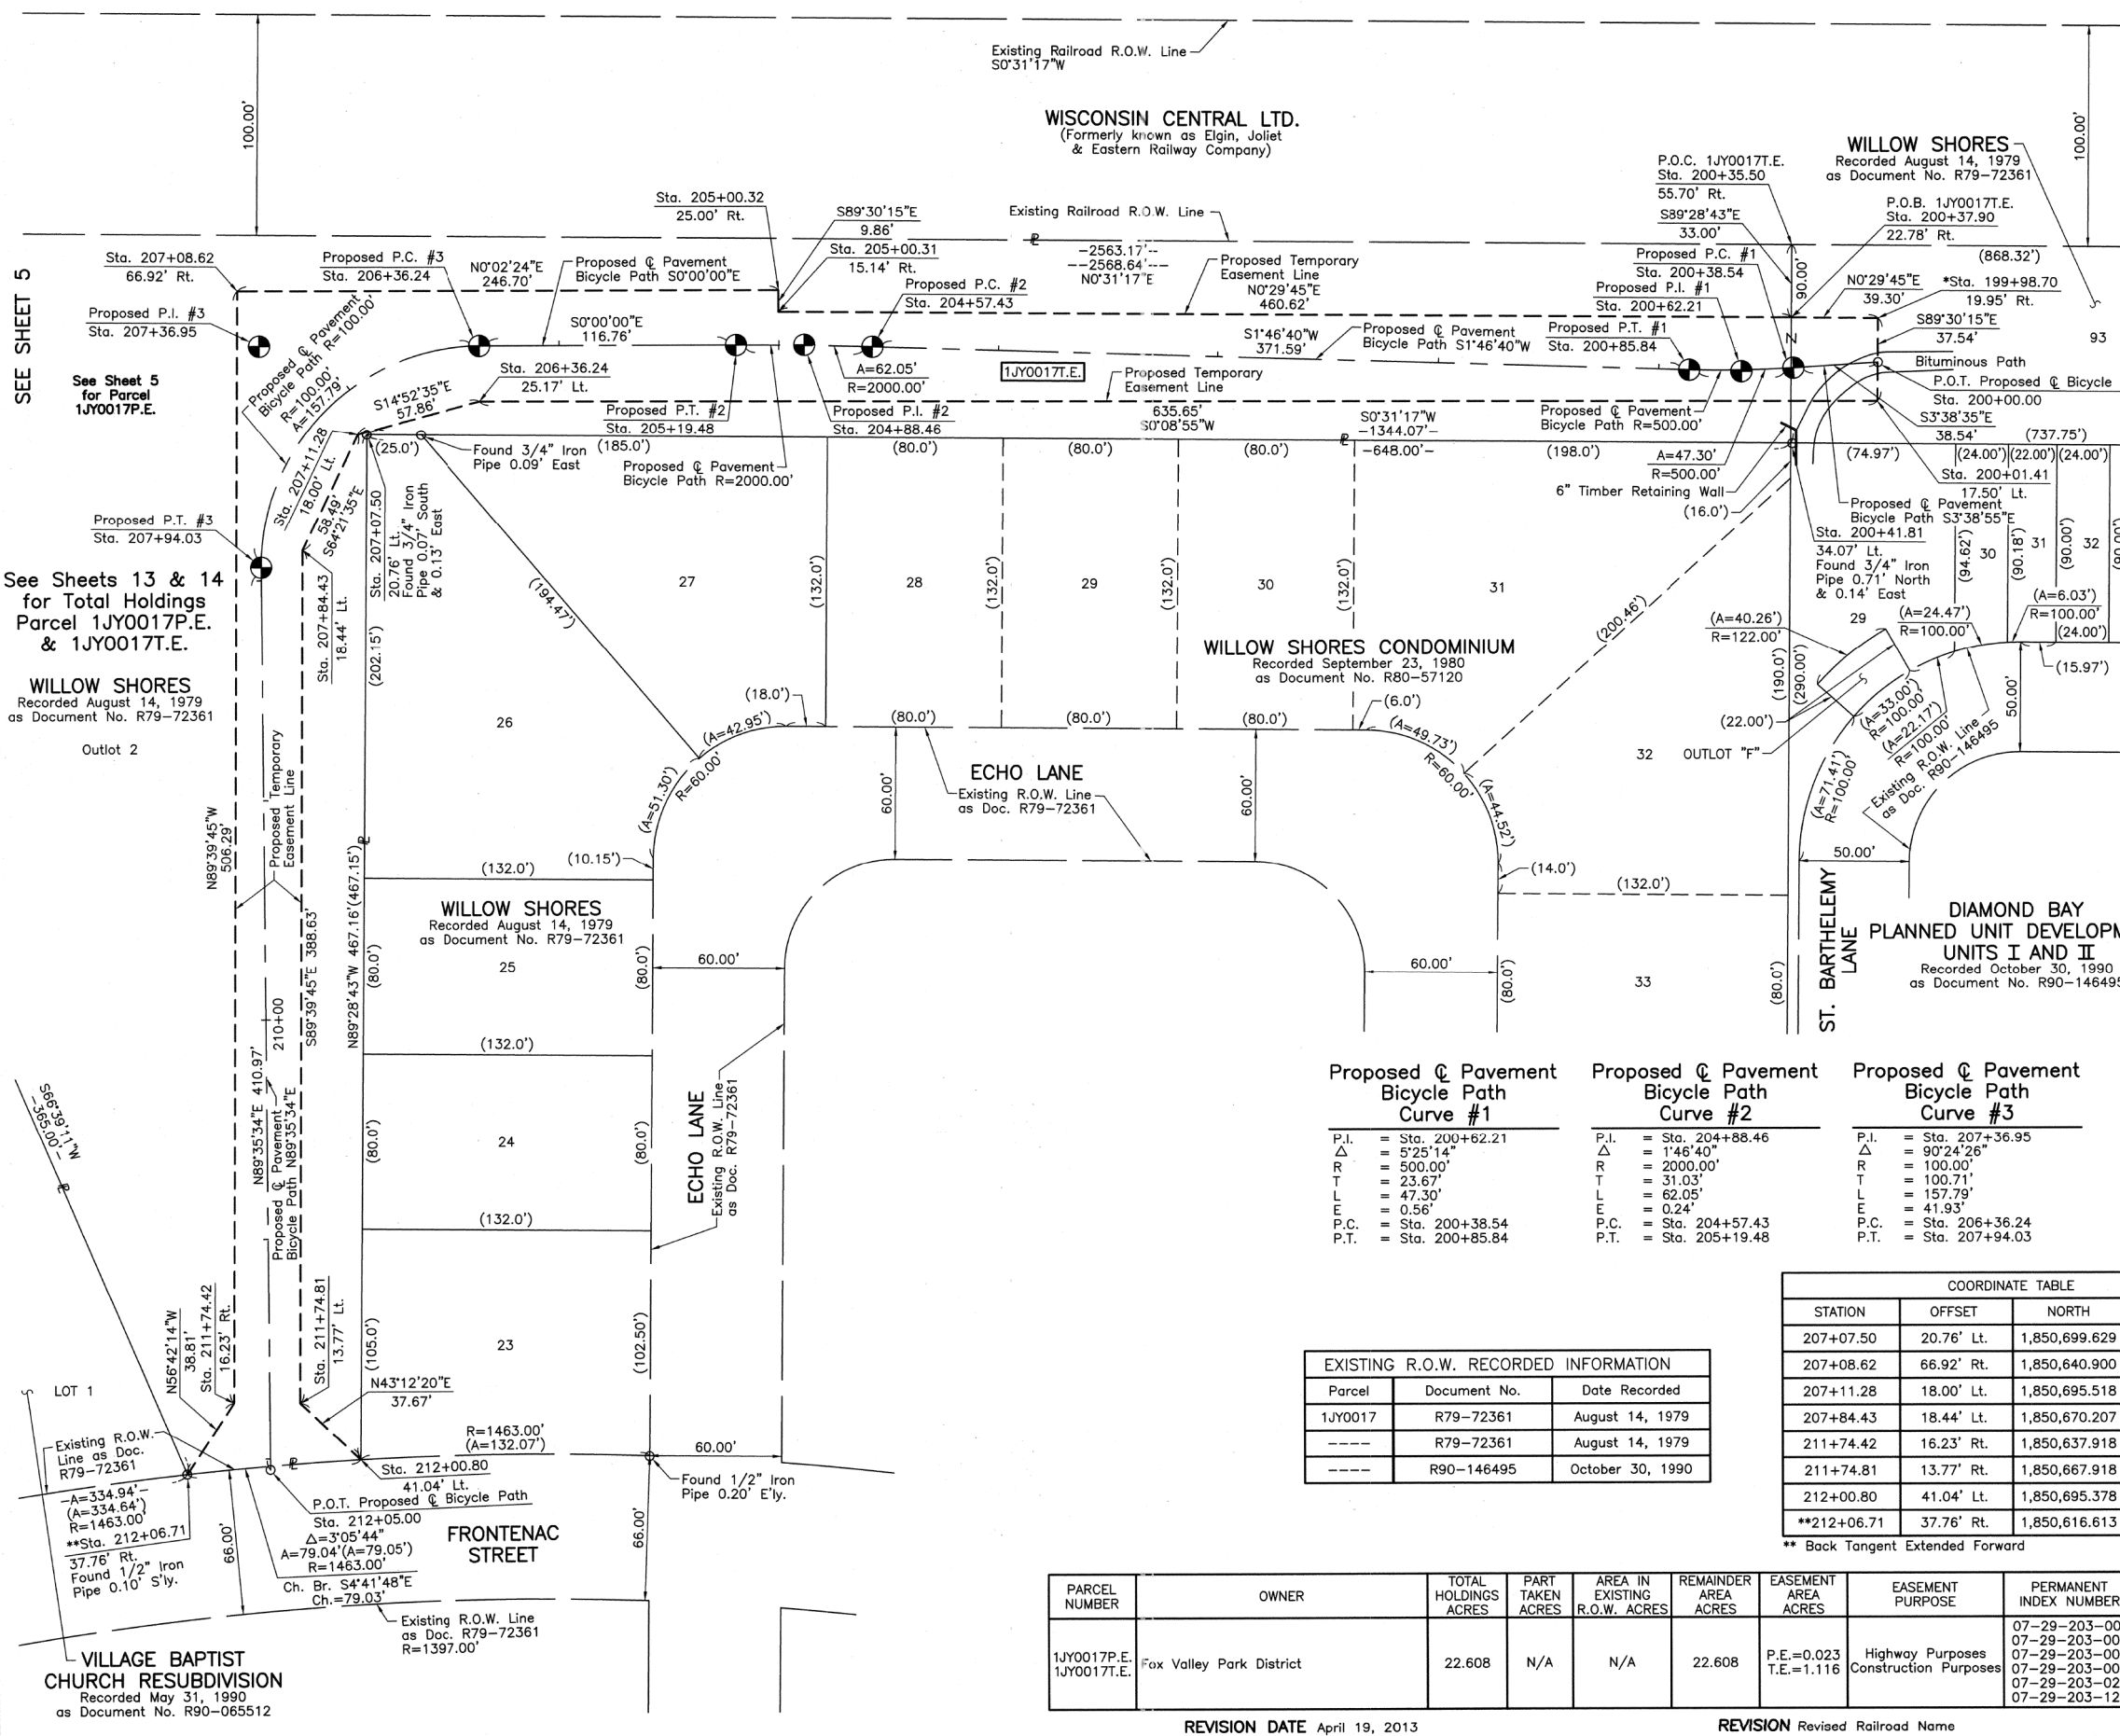 Existing Railroad R.O.W. Line
S0°31'17"W
100.00'
100.00'
WISCONSIN CENTRAL LTD.
(Formerly known as Elgin, Joliet
& Eastern Railway Company)
WILLOW SHORES
Recorded August 14, 1979
as Document No. R79-72361
P.O.C. 1JY0017T.E.
Sta. 200+35.50
55.70' Rt.
S89°28'43"E
33.00'
P.O.B. 1JY0017T.E.
Sta. 200+37.90
22.78' Rt.
Sta. 205+00.32
25.00' Rt.
S89°30'15"E
9.86'
Sta. 205+00.31
15.14' Rt.
Existing Railroad R.O.W. Line
SEE SHEET 5
Sta. 207+08.62
66.92' Rt.
Proposed P.C. #3
Sta. 206+36.24
N0°02'24"E
246.70'
Proposed ℄ Pavement
Bicycle Path S0°00'00"E
Proposed P.C. #2
Sta. 204+57.43
-2563.17'--
--2568.64'---
N0°31'17"E
Proposed Temporary
Easement Line
N0°29'45"E
460.62'
Proposed P.C. #1
Sta. 200+38.54
Proposed P.I. #1
Sta. 200+62.21
90.00'
(868.32')
N0°29'45"E
39.30'
*Sta. 199+98.70
19.95' Rt.
S89°30'15"E
37.54'
93
Proposed P.I. #3
Sta. 207+36.95
Proposed ℄ Pavement
Bicycle Path R=100.00'
R=100.00'
A=157.79'
S0°00'00"E
116.76'
A=62.05'
R=2000.00'
S1°46'40"W
371.59'
Proposed ℄ Pavement
Bicycle Path S1°46'40"W
Proposed P.T. #1
Sta. 200+85.84
N
Bituminous Path
P.O.T. Proposed ℄ Bicycle
Sta. 200+00.00
See Sheet 5
for Parcel
1JY0017P.E.
S14°52'35"E
57.86'
Sta. 206+36.24
25.17' Lt.
1JY0017T.E.
Proposed Temporary
Easement Line
Proposed P.T. #2
Sta. 205+19.48
Proposed P.I. #2
Sta. 204+88.46
635.65'
S0°08'55"W
S0°31'17"W
-1344.07'-
-648.00'-
Proposed ℄ Pavement
Bicycle Path R=500.00'
S3°38'35"E
38.54'
(737.75')
(25.0')
Found 3/4" Iron
Pipe 0.09' East
(185.0')
Proposed ℄ Pavement
Bicycle Path R=2000.00'
(80.0')
(80.0')
(80.0')
(198.0')
A=47.30'
R=500.00'
(74.97')
(24.00')
(22.00')
(24.00')
Sta. 200+01.41
17.50' Lt.
6" Timber Retaining Wall
(16.0')
Proposed ℄ Pavement
Bicycle Path S3°38'55"E
Sta. 200+41.81
34.07' Lt.
Found 3/4" Iron
Pipe 0.71' North
& 0.14' East
(94.62')
30
(90.18')
31
(90.00')
32
(90.00')
Sta. 207+11.28
18.00' Lt.
58.49'
S64°21'35"E
Sta. 207+07.50
20.76' Lt.
Found 3/4" Iron
Pipe 0.07' South
& 0.13' East
Proposed P.T. #3
Sta. 207+94.03
See Sheets 13 & 14
for Total Holdings
Parcel 1JY0017P.E.
& 1JY0017T.E.
Sta. 207+84.43
18.44' Lt.
(202.15')
(194.47')
27
(132.0')
28
(132.0')
29
(132.0')
30
(132.0')
31
(200.46')
WILLOW SHORES CONDOMINIUM
Recorded September 23, 1980
as Document No. R80-57120
(A=40.26')
R=122.00'
29
(A=24.47')
R=100.00'
(A=6.03')
R=100.00'
(24.00')
(15.97')
WILLOW SHORES
Recorded August 14, 1979
as Document No. R79-72361
Outlot 2
26
(18.0')
(A=42.95')
(A=51.30')
R=60.00'
(80.0')
(80.0')
(80.0')
(6.0')
(A=49.73')
R=60.00'
(A=44.52')
(190.0')
(290.00')
(22.00')
32
OUTLOT "F"
(A=33.00')
R=100.00'
(A=22.17')
R=100.00'
Existing R.O.W. Line
as Doc. R90-146495
(A=71.41')
R=100.00'
50.00'
60.00'
ECHO LANE
Existing R.O.W. Line
as Doc. R79-72361
60.00'
Proposed Temporary
Easement Line
N89°39'45"W
506.29'
(10.15')
(132.0')
(14.0')
(132.0')
50.00'
WILLOW SHORES
Recorded August 14, 1979
as Document No. R79-72361
25
(80.0')
(80.0')
60.00'
60.00'
(80.0')
33
(80.0')
ST. BARTHELEMY
LANE
DIAMOND BAY
PLANNED UNIT DEVELOPM
UNITS I AND II
Recorded October 30, 1990
as Document No. R90-146495
S89°39'45"E 388.63'
N89°28'43"W 467.16'(467.15')
210+00
N89°35'34"E 410.97'
Proposed ℄ Pavement
Bicycle Path N89°35'34"E
S66°39'11"W
-365.00'-
(132.0')
24
(80.0')
(80.0')
(132.0')
ECHO LANE
Existing R.O.W. Line
as Doc. R79-72361
Proposed ℄ Pavement
Bicycle Path
Curve #1
P.I. = Sta. 200+62.21
Δ = 5°25'14"
R = 500.00'
T = 23.67'
L = 47.30'
E = 0.56'
P.C. = Sta. 200+38.54
P.T. = Sta. 200+85.84
Proposed ℄ Pavement
Bicycle Path
Curve #2
P.I. = Sta. 204+88.46
Δ = 1°46'40"
R = 2000.00'
T = 31.03'
L = 62.05'
E = 0.24'
P.C. = Sta. 204+57.43
P.T. = Sta. 205+19.48
Proposed ℄ Pavement
Bicycle Path
Curve #3
P.I. = Sta. 207+36.95
Δ = 90°24'26"
R = 100.00'
T = 100.71'
L = 157.79'
E = 41.93'
P.C. = Sta. 206+36.24
P.T. = Sta. 207+94.03
N56°42'14"W
38.81'
Sta. 211+74.42
16.23' Rt.
Sta. 211+74.81
13.77' Lt.
(105.0')
23
(102.50')
N43°12'20"E
37.67'
LOT 1
Existing R.O.W.
Line as Doc.
R79-72361
R=1463.00'
(A=132.07')
60.00'
Sta. 212+00.80
41.04' Lt.
Found 1/2" Iron
Pipe 0.20' E'ly.
-A=334.94'-
(A=334.64')
R=1463.00'
**Sta. 212+06.71
37.76' Rt.
Found 1/2" Iron
Pipe 0.10' S'ly.
66.00'
P.O.T. Proposed ℄ Bicycle Path
Sta. 212+05.00
Δ=3°05'44"
A=79.04'(A=79.05')
R=1463.00'
Ch. Br. S4°41'48"E
Ch.=79.03'
FRONTENAC
STREET
66.00'
Existing R.O.W. Line
as Doc. R79-72361
R=1397.00'
VILLAGE BAPTIST
CHURCH RESUBDIVISION
Recorded May 31, 1990
as Document No. R90-065512
EXISTING R.O.W. RECORDED INFORMATION
Parcel Document No. Date Recorded
1JY0017 R79-72361 August 14, 1979
---- R79-72361 August 14, 1979
---- R90-146495 October 30, 1990
COORDINATE TABLE
STATION OFFSET NORTH
207+07.50 20.76' Lt. 1,850,699.629
207+08.62 66.92' Rt. 1,850,640.900
207+11.28 18.00' Lt. 1,850,695.518
207+84.43 18.44' Lt. 1,850,670.207
211+74.42 16.23' Rt. 1,850,637.918
211+74.81 13.77' Rt. 1,850,667.918
212+00.80 41.04' Lt. 1,850,695.378
**212+06.71 37.76' Rt. 1,850,616.613
** Back Tangent Extended Forward
PARCEL NUMBER OWNER TOTAL HOLDINGS ACRES PART TAKEN ACRES AREA IN EXISTING R.O.W. ACRES REMAINDER AREA ACRES EASEMENT AREA ACRES EASEMENT PURPOSE PERMANENT INDEX NUMBER
1JY0017P.E. Fox Valley Park District 22.608 N/A N/A 22.608 P.E.=0.023 Highway Purposes
1JY0017T.E. T.E.=1.116 Construction Purposes
07-29-203-00
07-29-203-00
07-29-203-00
07-29-203-00
07-29-203-02
07-29-203-12
REVISION DATE April 19, 2013
REVISION Revised Railroad Name